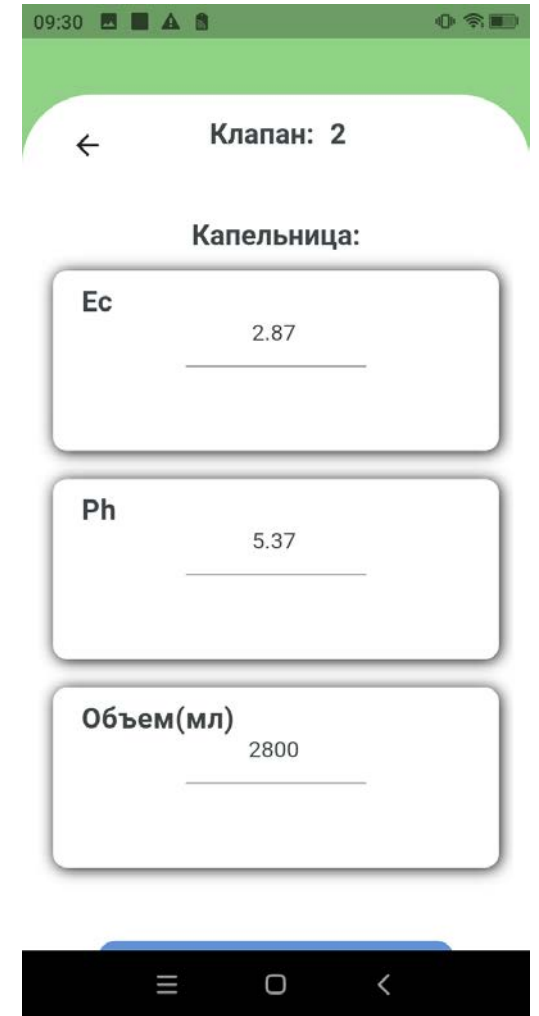 09:30
Клапан: 2
Капельница:
Ec
2.87
Ph
5.37
Объем(мл)
2800